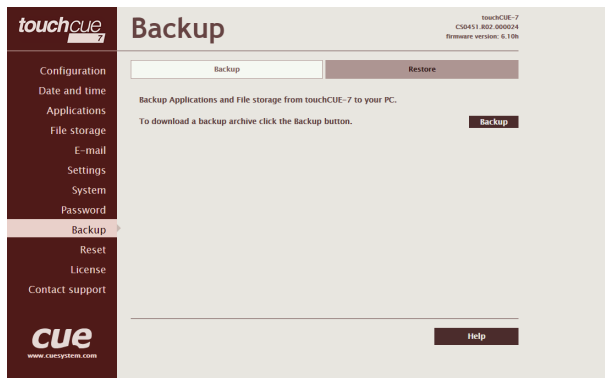 touchcue
7
Backup
touchCUE-7
CS0451.R02.000024
Firmware version: 6.10h
Configuration
Date and time
Applications
File storage
E-mail
Settings
System
Password
Backup
Reset
License
Contact support
cue
www.cuesystem.com
Backup
Restore
Backup Applications and File storage from touchCUE-7 to your PC.
To download a backup archive click the Backup button.
Backup
Help